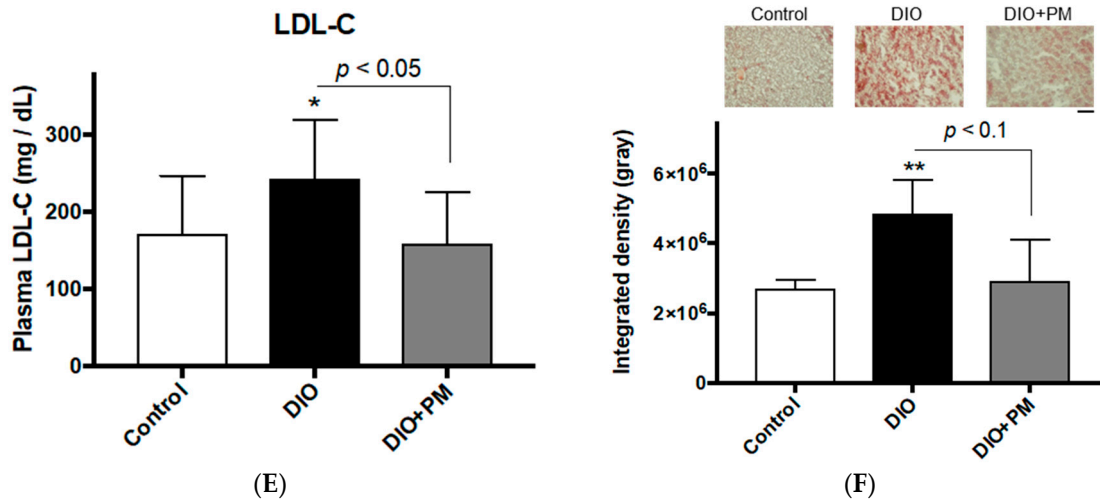 LDL-C
p < 0.05
*
Plasma LDL-C (mg / dL)
300
200
100
0
Control
DIO
DIO+PM
(E)
Control
DIO
DIO+PM
p < 0.1
**
Integrated density (gray)
6×10⁶
4×10⁶
2×10⁶
0
Control
DIO
DIO+PM
(F)